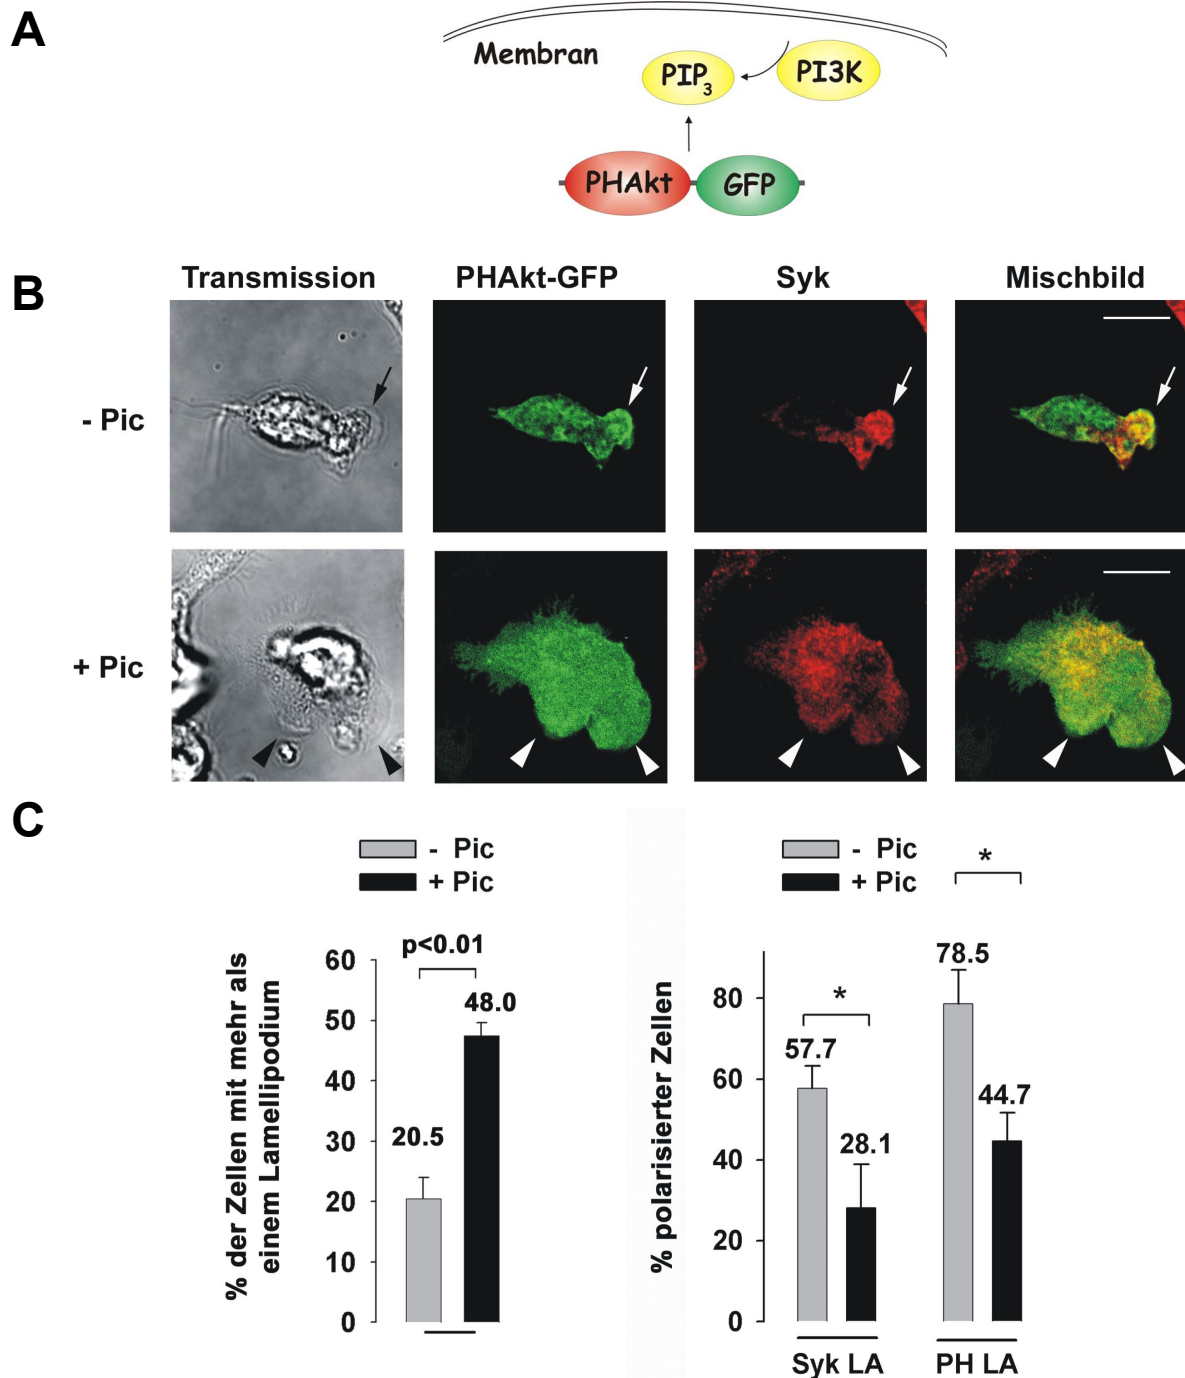 A
Membran
PIP3
PI3K
PHAkt
GFP
B
Transmission
PHAkt-GFP
Syk
Mischbild
- Pic
+ Pic
C
- Pic
+ Pic
p<0.01
% der Zellen mit mehr als
einem Lamellipodium
60
50
40
30
20
10
0
20.5
48.0
- Pic
+ Pic
*
*
% polarisierter Zellen
80
60
40
20
0
57.7
28.1
78.5
44.7
Syk LA
PH LA